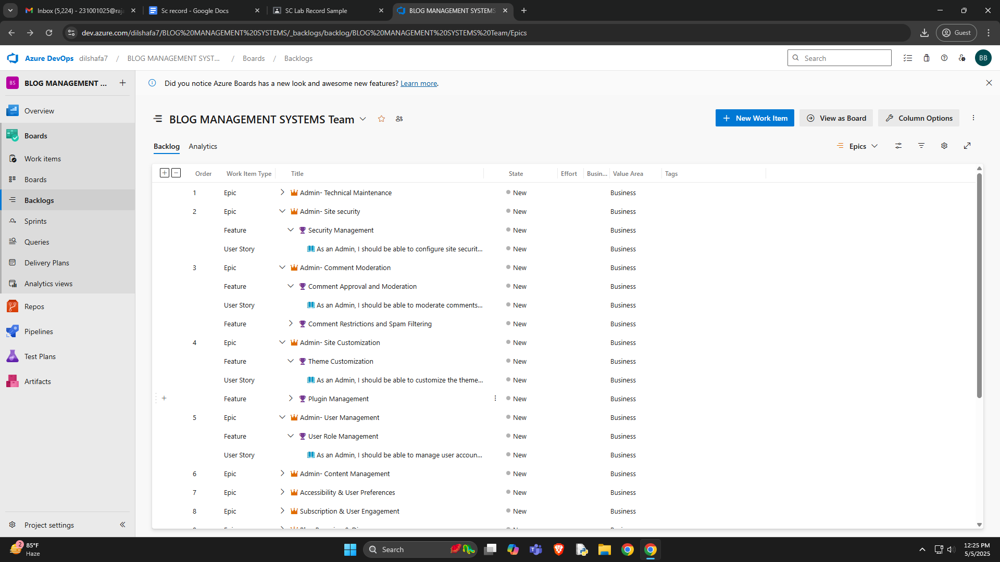 Inbox (5,224) - 231001025@raja
Sc record - Google Docs
SC Lab Record Sample
BLOG MANAGEMENT SYSTEMS
dev.azure.com/dilshafa7/BLOG%20MANAGEMENT%20SYSTEMS/_backlogs/backlog/BLOG%20MANAGEMENT%20SYSTEMS%20Team/Epics
Guest
Azure DevOps dilshafa7 / BLOG MANAGEMENT SYST... / Boards / Backlogs
Search
BB
BS BLOG MANAGEMENT ...
Overview
Boards
Work items
Boards
Backlogs
Sprints
Queries
Delivery Plans
Analytics views
Repos
Pipelines
Test Plans
Artifacts
Project settings
Did you notice Azure Boards has a new look and awesome new features? Learn more.
BLOG MANAGEMENT SYSTEMS Team
New Work Item
View as Board
Column Options
Backlog Analytics
Epics
Order Work Item Type Title State Effort Busin... Value Area Tags
1 Epic Admin- Technical Maintenance New Business
2 Epic Admin- Site security New Business
Feature Security Management New Business
User Story As an Admin, I should be able to configure site securit... New Business
3 Epic Admin- Comment Moderation New Business
Feature Comment Approval and Moderation New Business
User Story As an Admin, I should be able to moderate comments... New Business
Feature Comment Restrictions and Spam Filtering New Business
4 Epic Admin- Site Customization New Business
Feature Theme Customization New Business
User Story As an Admin, I should be able to customize the theme... New Business
Feature Plugin Management New Business
5 Epic Admin- User Management New Business
Feature User Role Management New Business
User Story As an Admin, I should be able to manage user accoun... New Business
6 Epic Admin- Content Management New Business
7 Epic Accessibility & User Preferences New Business
8 Epic Subscription & User Engagement New Business
2
85°F
Haze
Search
12:25 PM
5/5/2025